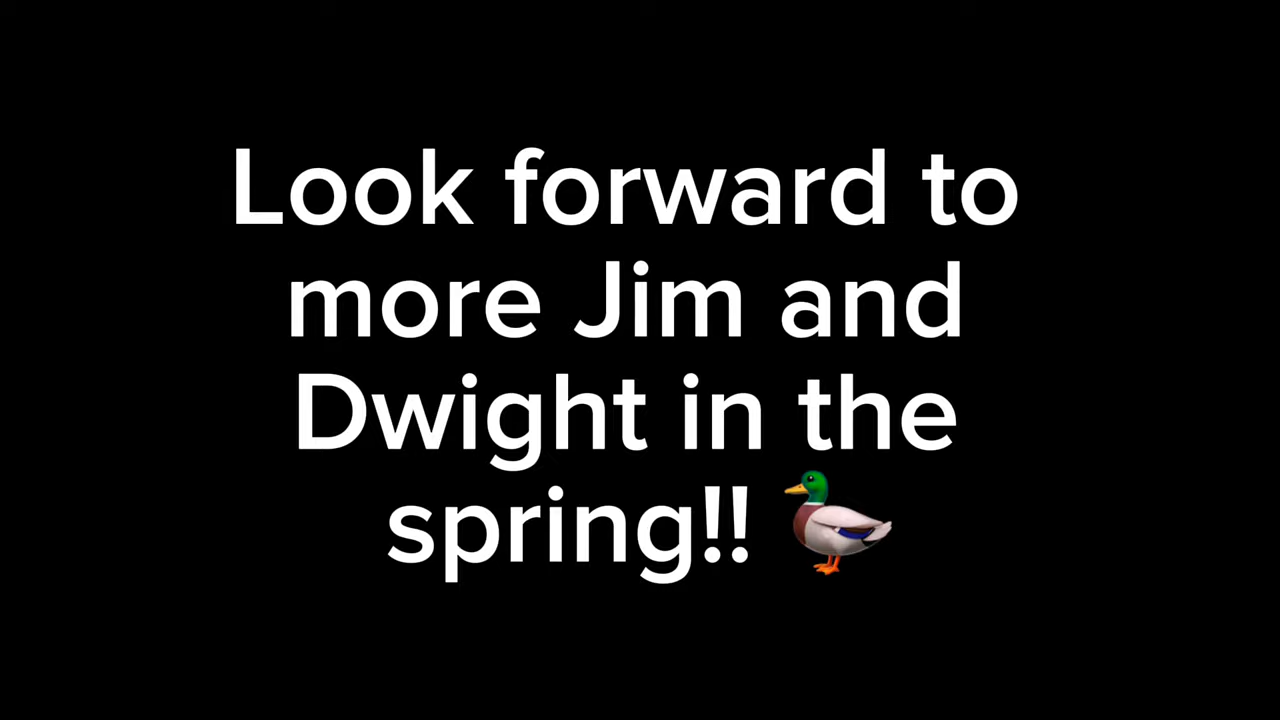 Look forward to
more Jim and
Dwight in the
spring!! 🦆